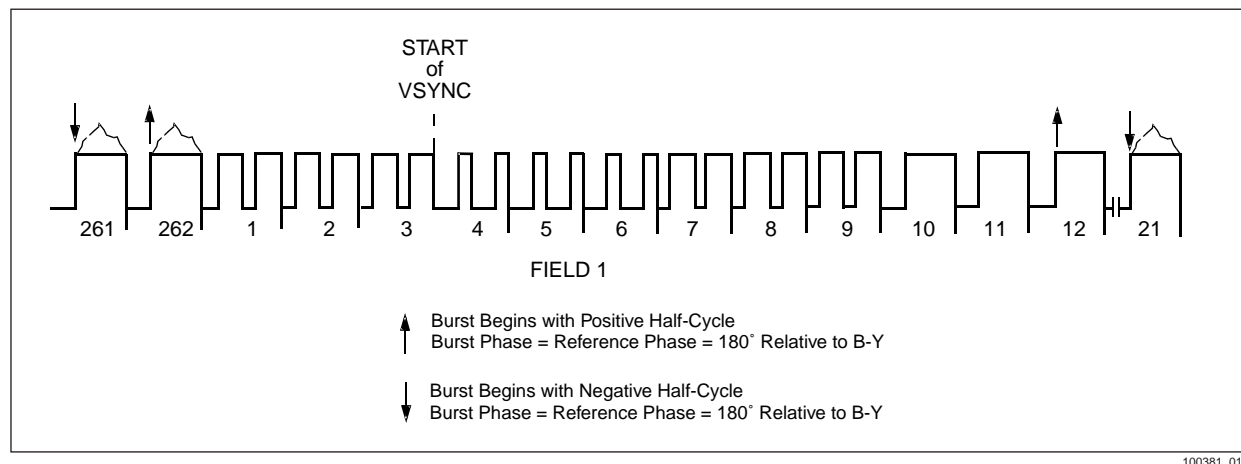 START
of
VSYNC
261 262 1 2 3 4 5 6 7 8 9 10 11 12 21
FIELD 1
Burst Begins with Positive Half-Cycle
Burst Phase = Reference Phase = 180° Relative to B-Y
Burst Begins with Negative Half-Cycle
Burst Phase = Reference Phase = 180° Relative to B-Y